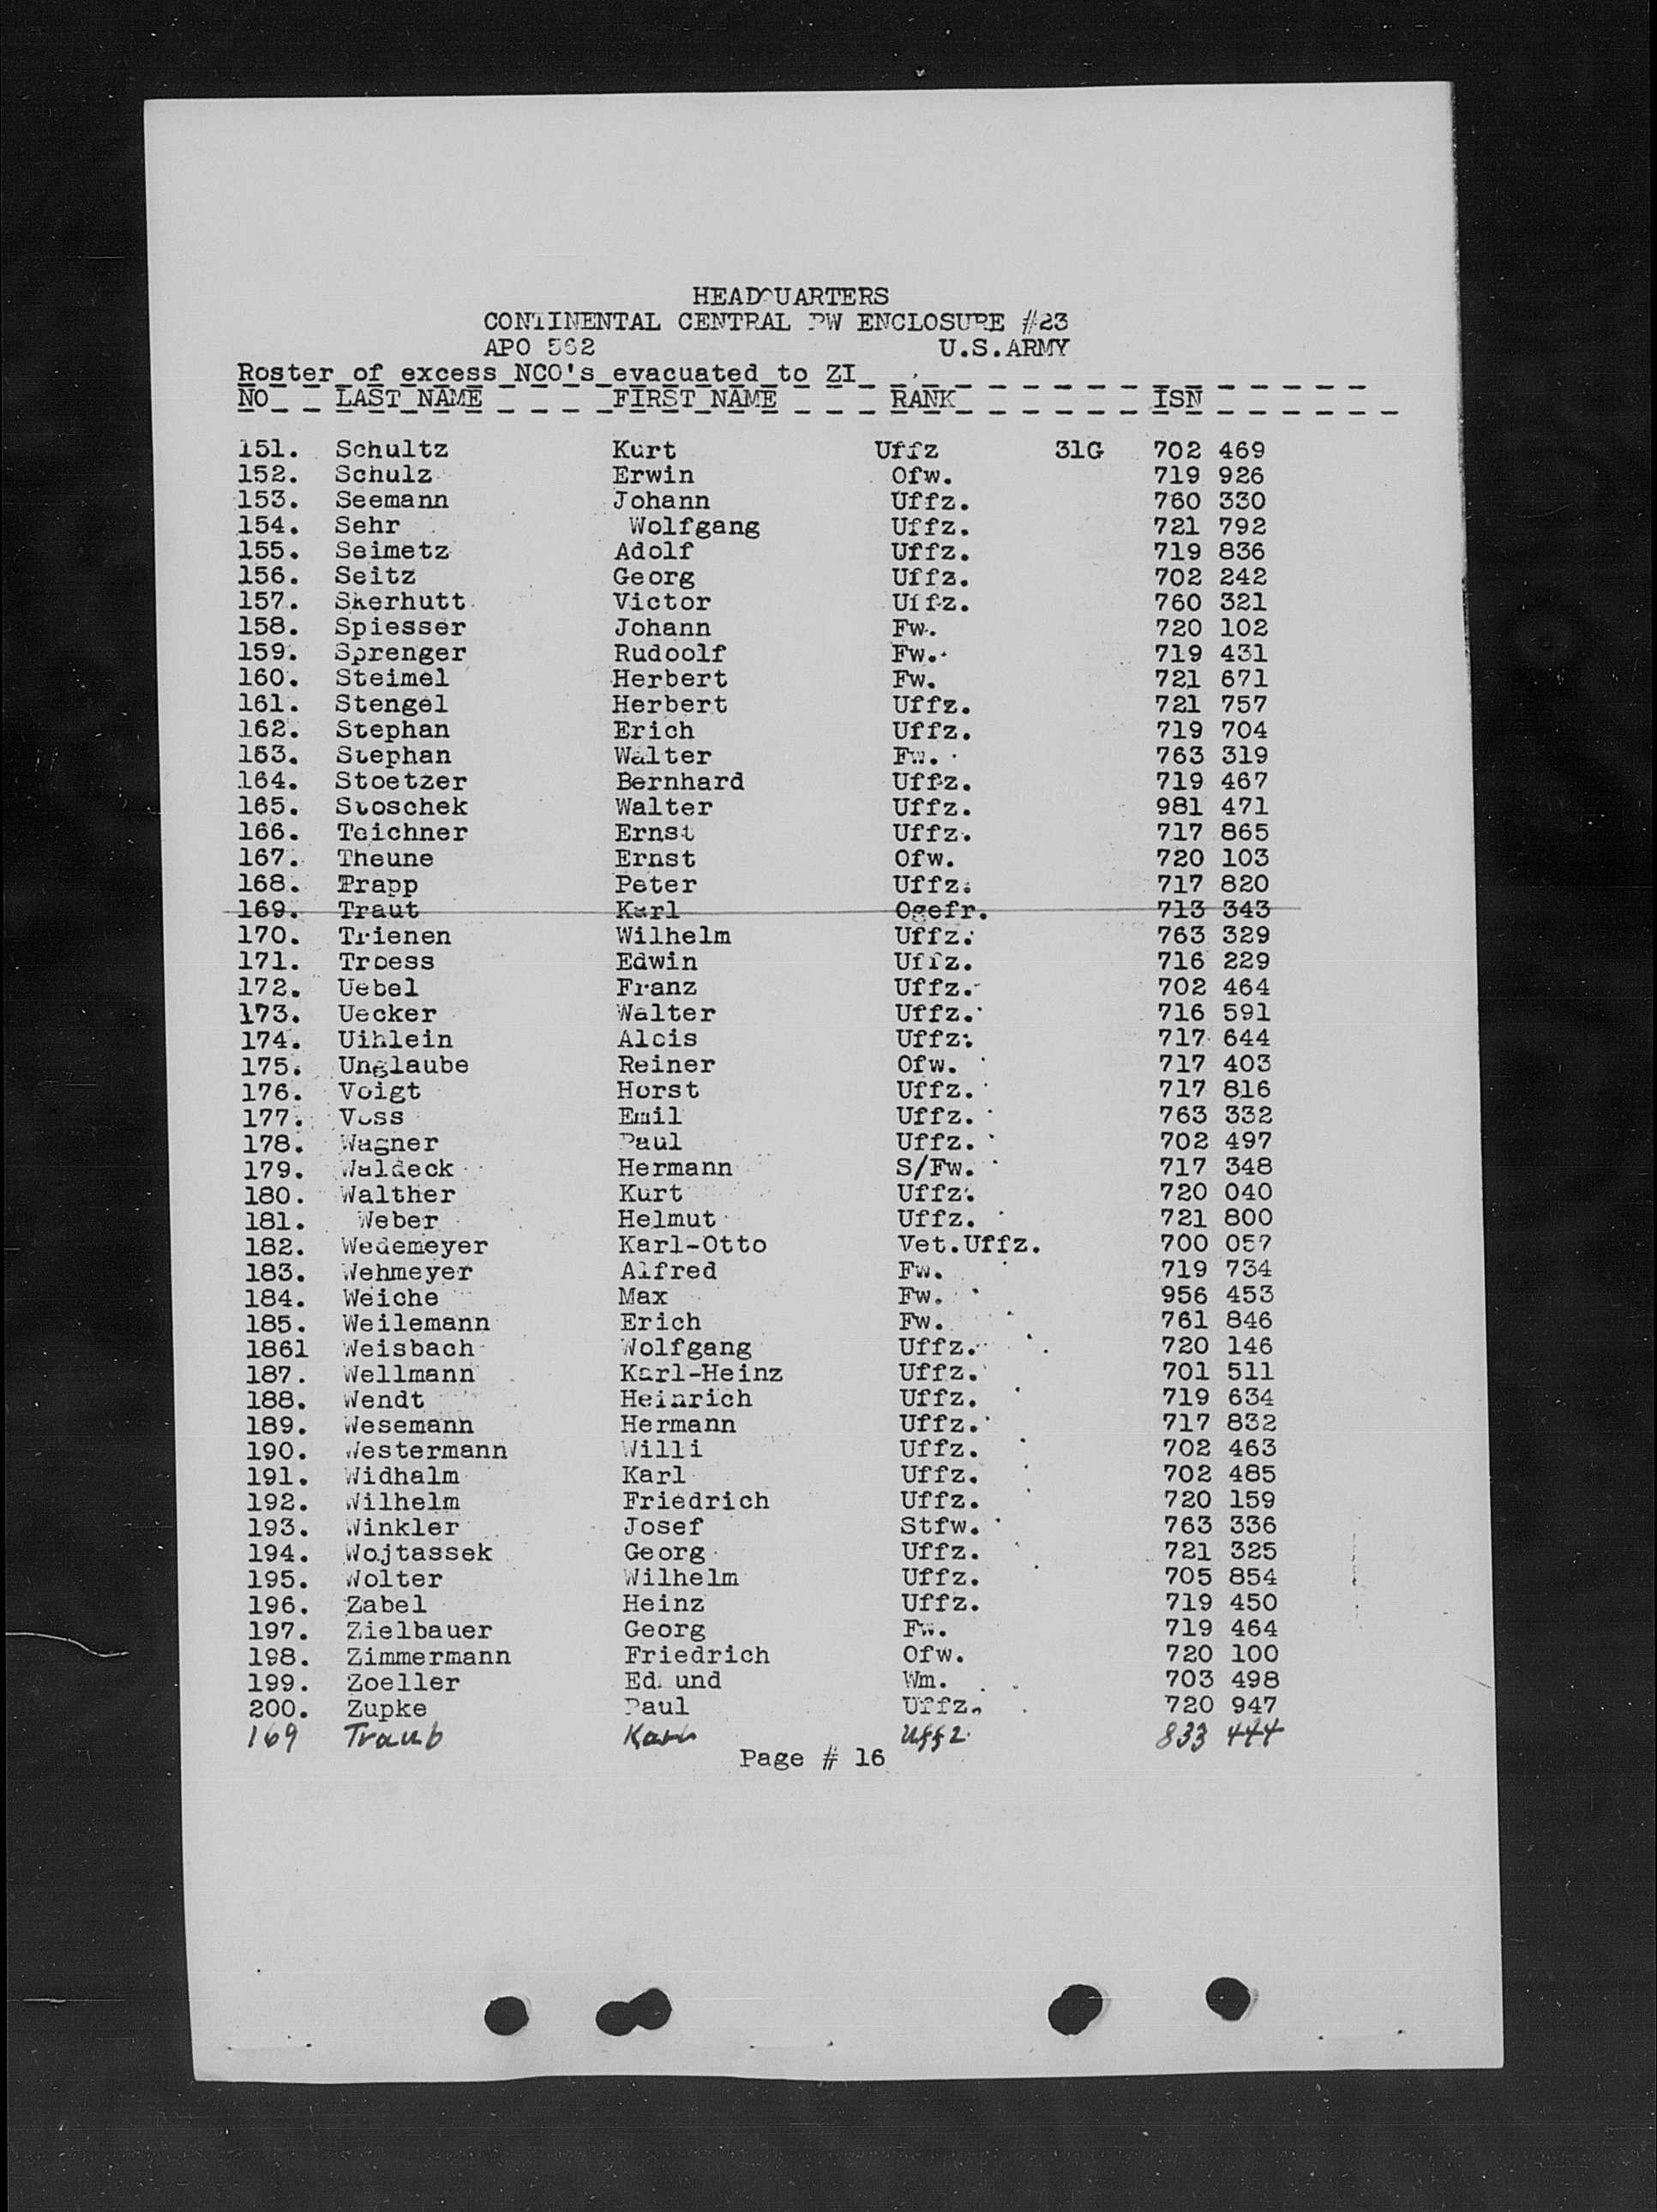 HEADQUARTERS
CONTINENTAL CENTRAL PW ENCLOSURE #23
APO 562 U.S.ARMY
Roster of excess NCO's evacuated to ZI
NO LAST NAME FIRST NAME RANK ISN
151. Schultz Kurt Uffz 31G 702 469
152. Schulz Erwin Ofw. 719 926
153. Seemann Johann Uffz. 760 330
154. Sehr Wolfgang Uffz. 721 792
155. Seimetz Adolf Uffz. 719 836
156. Seitz Georg Uffz. 702 242
157. Skerhutt Victor Uffz. 760 321
158. Spiesser Johann Fw. 720 102
159. Sprenger Rudoolf Fw. 719 431
160. Steimel Herbert Fw. 721 671
161. Stengel Herbert Uffz. 721 757
162. Stephan Erich Uffz. 719 704
163. Stephan Walter Fw. 763 319
164. Stoetzer Bernhard Uffz. 719 467
165. Stoschek Walter Uffz. 981 471
166. Teichner Ernst Uffz. 717 865
167. Theune Ernst Ofw. 720 103
168. Trapp Peter Uffz. 717 820
169. Traut Karl Ogefr. 713 343
170. Trienen Wilhelm Uffz. 763 329
171. Troess Edwin Uffz. 716 229
172. Uebel Franz Uffz. 702 464
173. Uecker Walter Uffz. 716 591
174. Uihlein Alois Uffz. 717 644
175. Unglaube Reiner Ofw. 717 403
176. Voigt Horst Uffz. 717 816
177. Voss Emil Uffz. 763 332
178. Wagner Paul Uffz. 702 497
179. Waldeck Hermann S/Fw. 717 348
180. Walther Kurt Uffz. 720 040
181. Weber Helmut Uffz. 721 800
182. Wedemeyer Karl-Otto Vet.Uffz. 700 057
183. Wehmeyer Alfred Fw. 719 734
184. Weiche Max Fw. 956 453
185. Weilemann Erich Fw. 761 846
1861 Weisbach Wolfgang Uffz. 720 146
187. Wellmann Karl-Heinz Uffz. 701 511
188. Wendt Heinrich Uffz. 719 634
189. Wesemann Hermann Uffz. 717 832
190. Westermann Willi Uffz. 702 463
191. Widhalm Karl Uffz. 702 485
192. Wilhelm Friedrich Uffz. 720 159
193. Winkler Josef Stfw. 763 336
194. Wojtassek Georg Uffz. 721 325
195. Wolter Wilhelm Uffz. 705 854
196. Zabel Heinz Uffz. 719 450
197. Zielbauer Georg Fw. 719 464
198. Zimmermann Friedrich Ofw. 720 100
199. Zoeller Edmund Wm. 703 498
200. Zupke Paul Uffz. 720 947
169 Traub Karl Uffz. 833 444
Page # 16